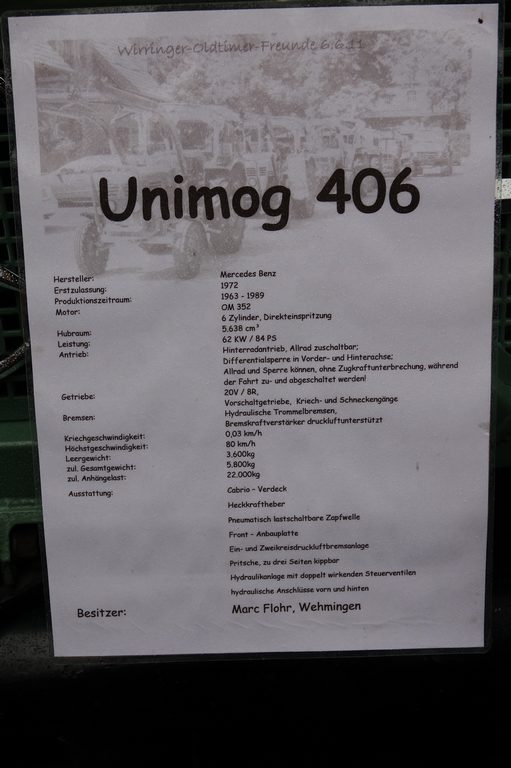 Wirringer-Oldtimer-Freunde 6.6.11
Unimog 406
Hersteller: Mercedes Benz
Erstzulassung: 1972
Produktionszeitraum: 1963 - 1989
Motor: OM 352
6 Zylinder, Direkteinspritzung
Hubraum: 5.638 cm³
Leistung: 62 KW / 84 PS
Antrieb: Hinterradantrieb, Allrad zuschaltbar;
Differentialsperre in Vorder- und Hinterachse;
Allrad und Sperre können, ohne Zugkraftunterbrechung, während
der Fahrt zu- und abgeschaltet werden!
Getriebe: 20V / 8R,
Vorschaltgetriebe, Kriech- und Schneckengänge
Bremsen: Hydraulische Trommelbremsen,
Bremskraftverstärker druckluftunterstützt
Kriechgeschwindigkeit: 0,03 km/h
Höchstgeschwindigkeit: 80 km/h
Leergewicht: 3.600kg
zul. Gesamtgewicht: 5.800kg
zul. Anhängelast: 22.000kg
Ausstattung: Cabrio - Verdeck
Heckkraftheber
Pneumatisch lastschaltbare Zapfwelle
Front - Anbauplatte
Ein- und Zweikreisdruckluftbremsanlage
Pritsche, zu drei Seiten kippbar
Hydraulikanlage mit doppelt wirkenden Steuerventilen
hydraulische Anschlüsse vorn und hinten
Besitzer: Marc Flohr, Wehmingen